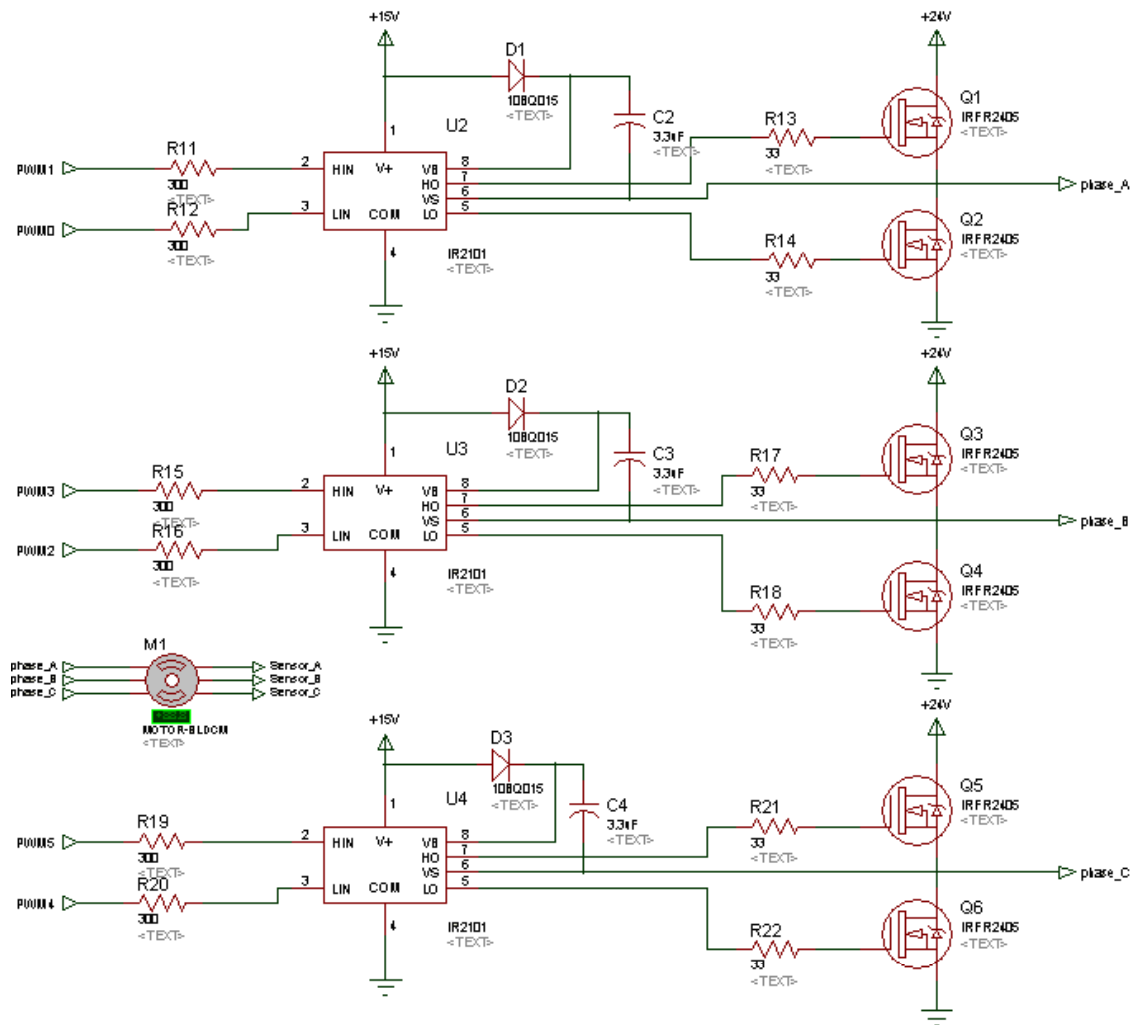 +15V
+24V
D1
10BQ015
<TEXT>
C2
3.3uF
<TEXT>
U2
1
Q1
IRFR2405
<TEXT>
R13
33
<TEXT>
R11
300
<TEXT>
PWM1
2
HIN
V+
VB
8
HO
7
VS
6
LO
5
phase_A
R12
300
<TEXT>
PWM0
3
LIN
COM
4
IR2101
<TEXT>
R14
33
<TEXT>
Q2
IRFR2405
<TEXT>
+15V
+24V
D2
10BQ015
<TEXT>
C3
3.3uF
<TEXT>
U3
1
Q3
IRFR2405
<TEXT>
R17
33
<TEXT>
R15
300
<TEXT>
PWM3
2
HIN
V+
VB
8
HO
7
VS
6
LO
5
phase_B
R16
300
<TEXT>
PWM2
3
LIN
COM
4
IR2101
<TEXT>
R18
33
<TEXT>
Q4
IRFR2405
<TEXT>
M1
phase_A
phase_B
phase_C
Sensor_A
Sensor_B
Sensor_C
MOTOR-BLDCM
<TEXT>
+15V
+24V
D3
10BQ015
<TEXT>
C4
3.3uF
<TEXT>
U4
1
Q5
IRFR2405
<TEXT>
R21
33
<TEXT>
R19
300
<TEXT>
PWM5
2
HIN
V+
VB
8
HO
7
VS
6
LO
5
phase_C
R20
300
<TEXT>
PWM4
3
LIN
COM
4
IR2101
<TEXT>
R22
33
<TEXT>
Q6
IRFR2405
<TEXT>